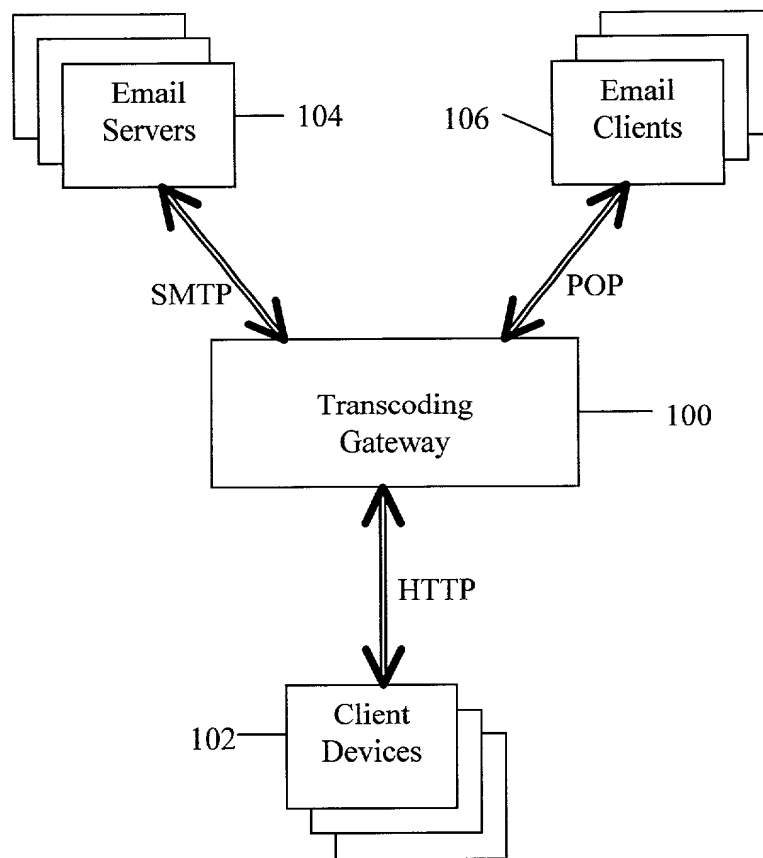 Email
Servers
104
106
Email
Clients
SMTP
POP
Transcoding
Gateway
100
HTTP
102
Client
Devices